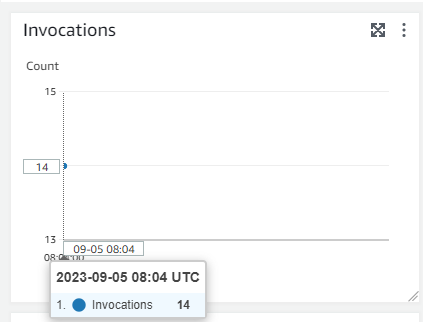 Invocations
Count
15
14
13
09-05 08:04
2023-09-05 08:04 UTC
1. Invocations 14